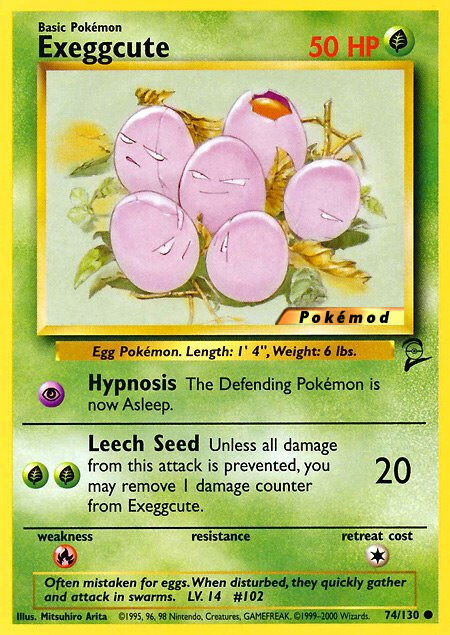 Basic Pokémon
Exeggcute 50 HP
Pokémod
Egg Pokémon. Length: 1' 4", Weight: 6 lbs.
Hypnosis The Defending Pokémon is
now Asleep.
Leech Seed Unless all damage
from this attack is prevented, you
may remove 1 damage counter
from Exeggcute.
20
weakness resistance retreat cost
Often mistaken for eggs. When disturbed, they quickly gather
and attack in swarms. LV. 14 #102
Illus. Mitsuhiro Arita ©1995, 96, 98 Nintendo, Creatures, GAMEFREAK. ©1999-2000 Wizards. 74/130